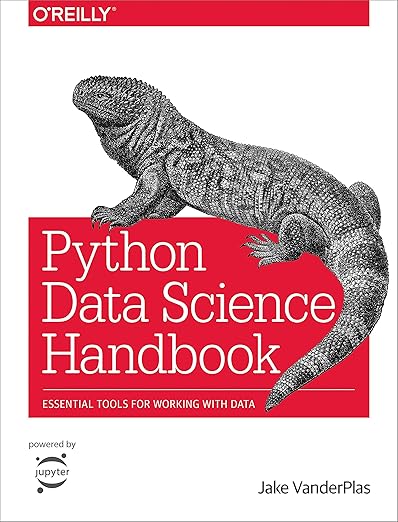 O'REILLY®
Python
Data Science
Handbook
ESSENTIAL TOOLS FOR WORKING WITH DATA
powered by
jupyter
Jake VanderPlas